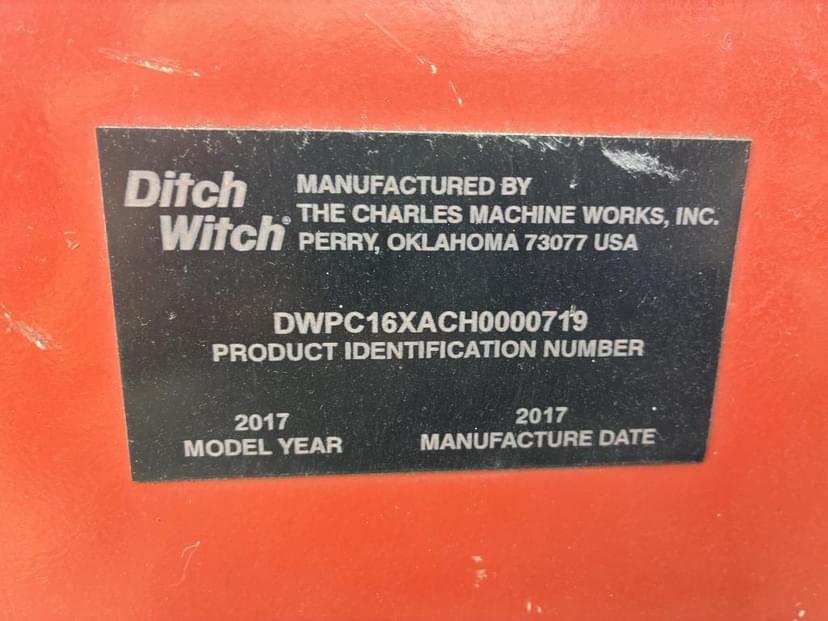 Ditch Witch®
MANUFACTURED BY
THE CHARLES MACHINE WORKS, INC.
PERRY, OKLAHOMA 73077 USA
DWPC16XACH0000719
PRODUCT IDENTIFICATION NUMBER
2017
MODEL YEAR
2017
MANUFACTURE DATE